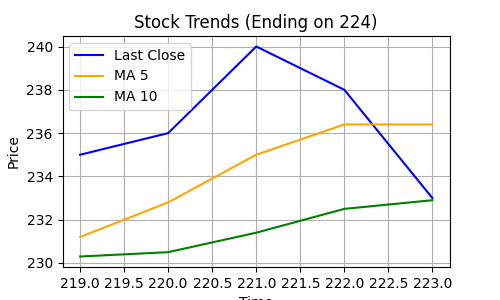 Stock Trends (Ending on 224)
Last Close
MA 5
MA 10
Price
240
238
236
234
232
230
219.0 219.5 220.0 220.5 221.0 221.5 222.0 222.5 223.0
Time